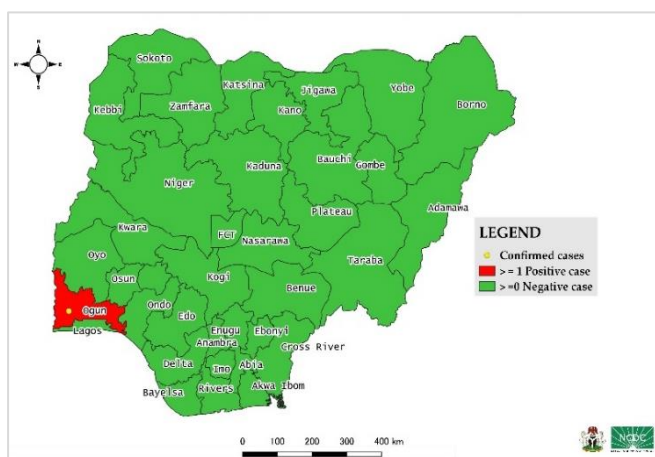 N
W
E
S
Sokoto
Katsina
Jigawa
Yobe
Borno
Kebbi
Zamfara
Kano
Kaduna
Bauchi
Gombe
Niger
Plateau
Adamawa
Kwara
FCT
Nasarawa
Taraba
Oyo
Osun
Kogi
Benue
Ogun
Ondo
Edo
Lagos
Enugu
Ebonyi
Anambra
Cross River
Delta
Imo
Abia
Bayelsa
Rivers
Akwa Ibom
LEGEND
Confirmed cases
>= 1 Positive case
>=0 Negative case
0 100 200 300 400 km
NCDC